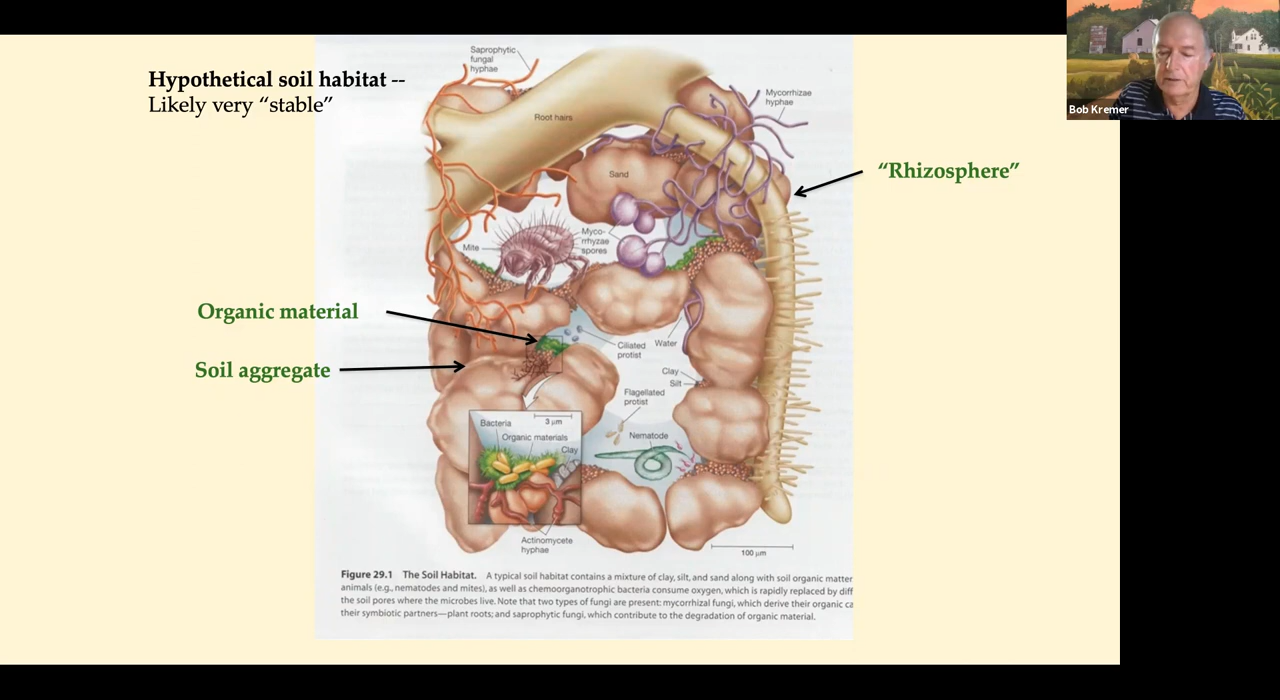 Hypothetical soil habitat --
Likely very “stable”
Bob Kremer
Saprophytic
fungal
hyphae
Root hairs
Mycorrhizae
hyphae
“Rhizosphere”
Sand
Mite
Myco-
rrhyzae
spores
Organic material
Soil aggregate
Ciliated
protist
Water
Clay
Silt
Flagellated
protist
Nematode
Bacteria
3 µm
Organic materials
Clay
Actinomycete
hyphae
100 µm
Figure 29.1 The Soil Habitat. A typical soil habitat contains a mixture of clay, silt, and sand along with soil organic matter
animals (e.g., nematodes and mites), as well as chemoorganotrophic bacteria consume oxygen, which is rapidly replaced by diff
the soil pores where the microbes live. Note that two types of fungi are present: mycorrhizal fungi, which derive their organic ca
their symbiotic partners—plant roots; and saprophytic fungi, which contribute to the degradation of organic material.